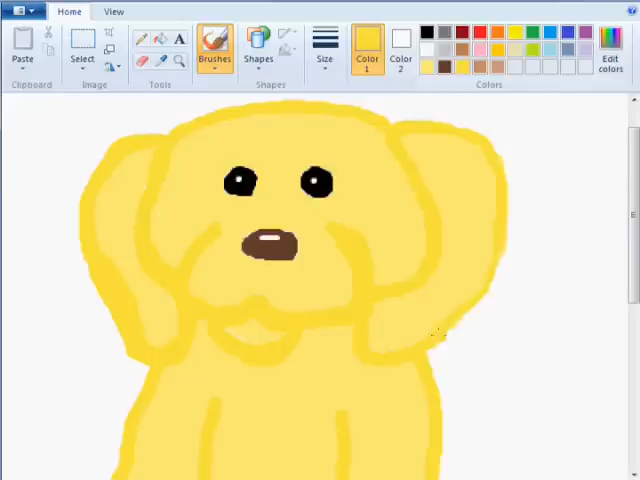 Home View
Paste
Select
Brushes
Shapes
Size
Color 1
Color 2
Edit colors
Clipboard
Image
Tools
Shapes
Colors
A
?